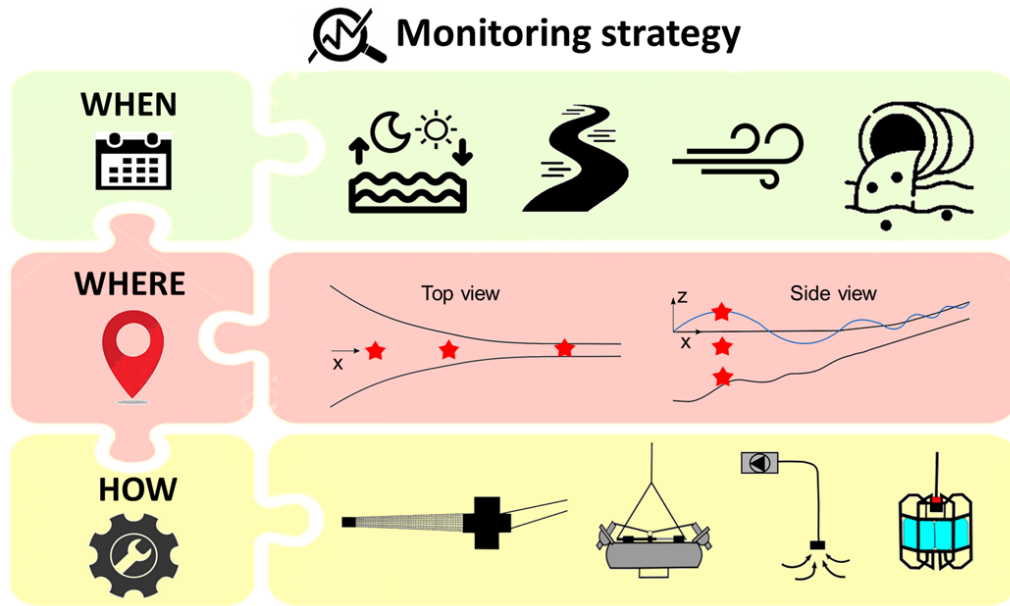 Monitoring strategy
WHEN
WHERE
Top view
x
Side view
z
x
HOW